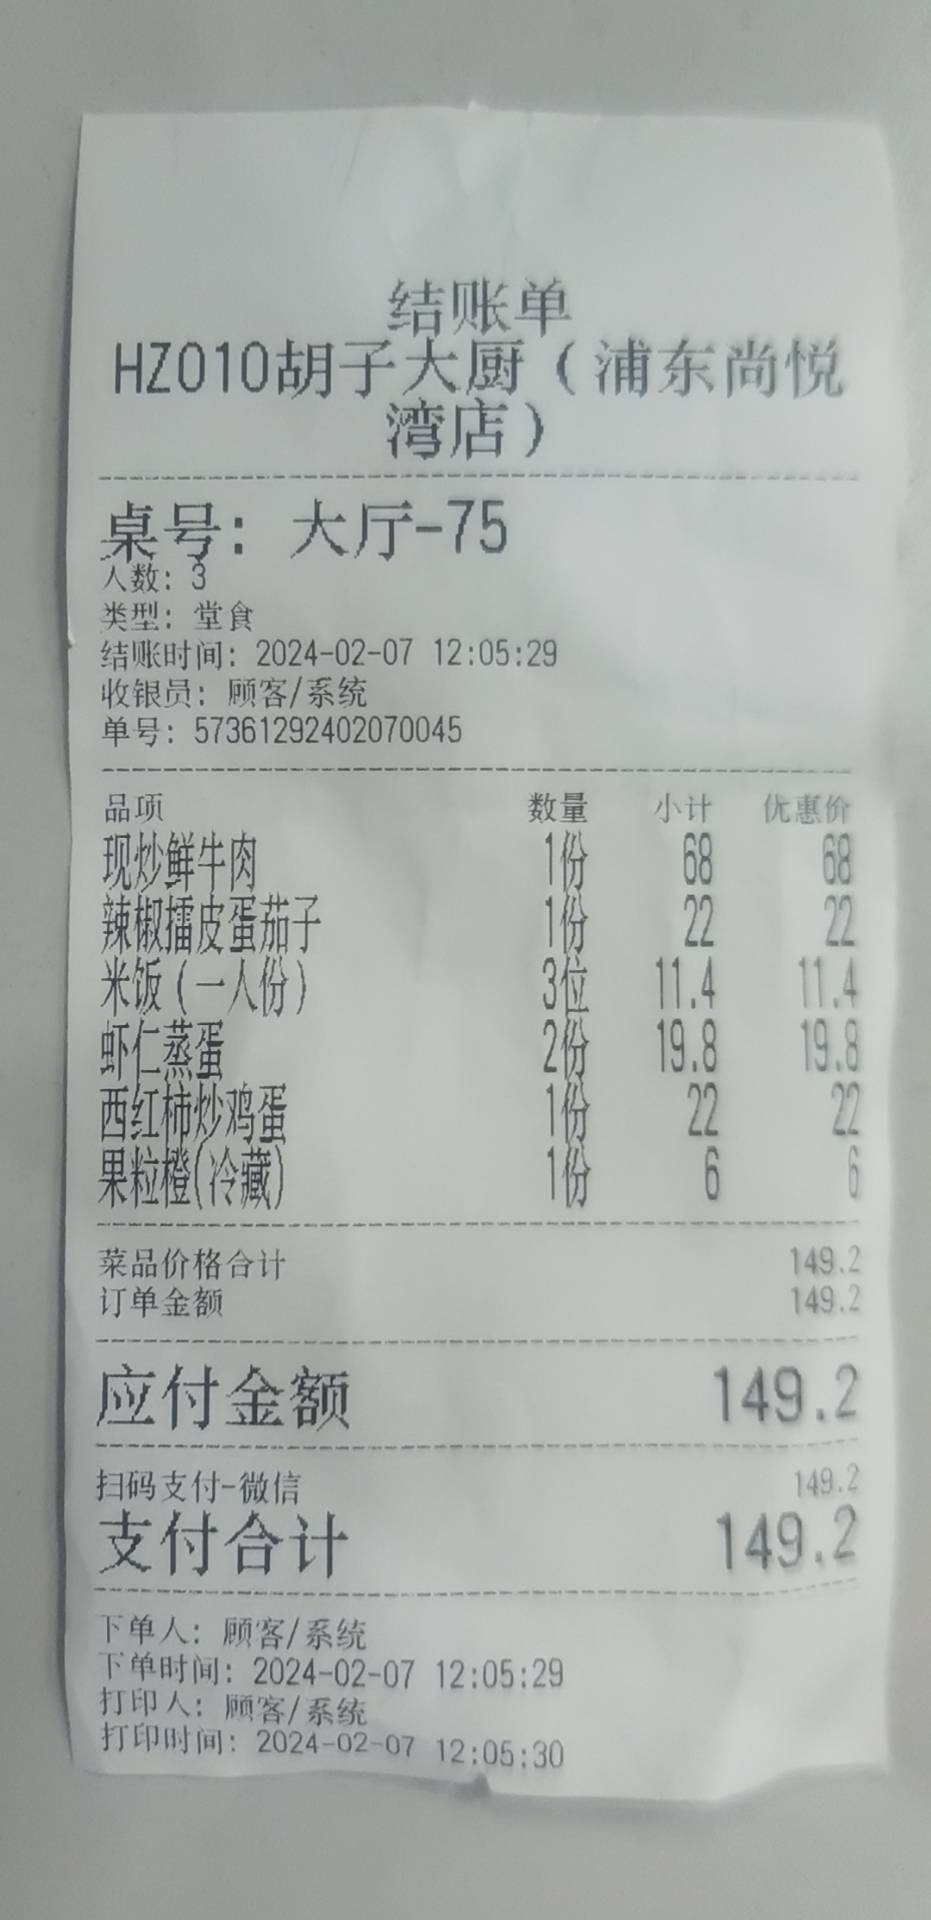 结账单
HZ010胡子大厨（浦东尚悦
湾店）
桌号：大厅-75
人数：3
类型：堂食
结账时间：2024-02-07 12:05:29
收银员：顾客/系统
单号：57361292402070045
品项 数量 小计 优惠价
现炒鲜牛肉 1份 68 68
辣椒擂皮蛋茄子 1份 22 22
米饭（一人份） 3位 11.4 11.4
虾仁蒸蛋 2份 19.8 19.8
西红柿炒鸡蛋 1份 22 22
果粒橙(冷藏) 1份 6 6
菜品价格合计 149.2
订单金额 149.2
应付金额 149.2
扫码支付-微信 149.2
支付合计 149.2
下单人：顾客/系统
下单时间：2024-02-07 12:05:29
打印人：顾客/系统
打印时间：2024-02-07 12:05:30